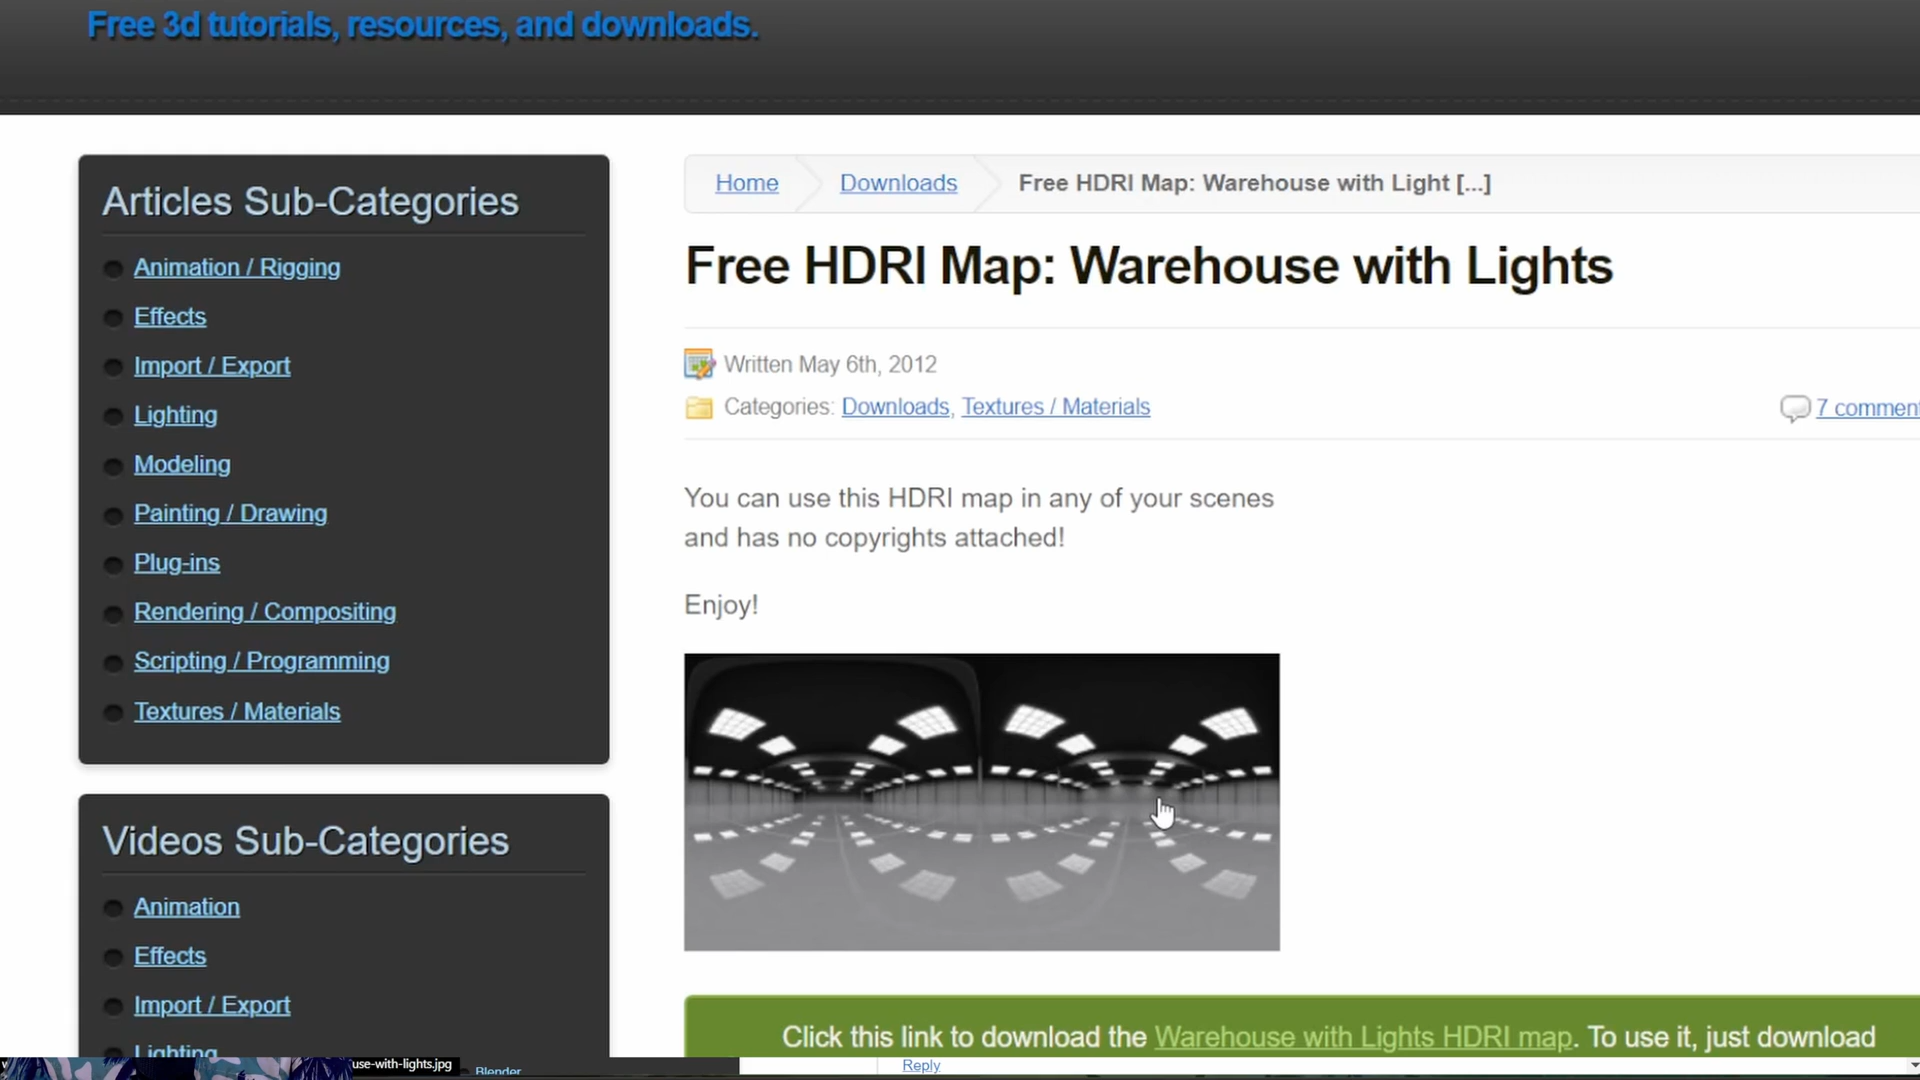 Free 3d tutorials, resources, and downloads.
Articles Sub-Categories
Animation / Rigging
Effects
Import / Export
Lighting
Modeling
Painting / Drawing
Plug-ins
Rendering / Compositing
Scripting / Programming
Textures / Materials
Videos Sub-Categories
Animation
Effects
Import / Export
Lighting
Home Downloads Free HDRI Map: Warehouse with Light [...]
Free HDRI Map: Warehouse with Lights
Written May 6th, 2012
Categories: Downloads, Textures / Materials
7 comment
You can use this HDRI map in any of your scenes
and has no copyrights attached!
Enjoy!
Click this link to download the Warehouse with Lights HDRI map. To use it, just download
use-with-lights.jpg
Blender
Reply